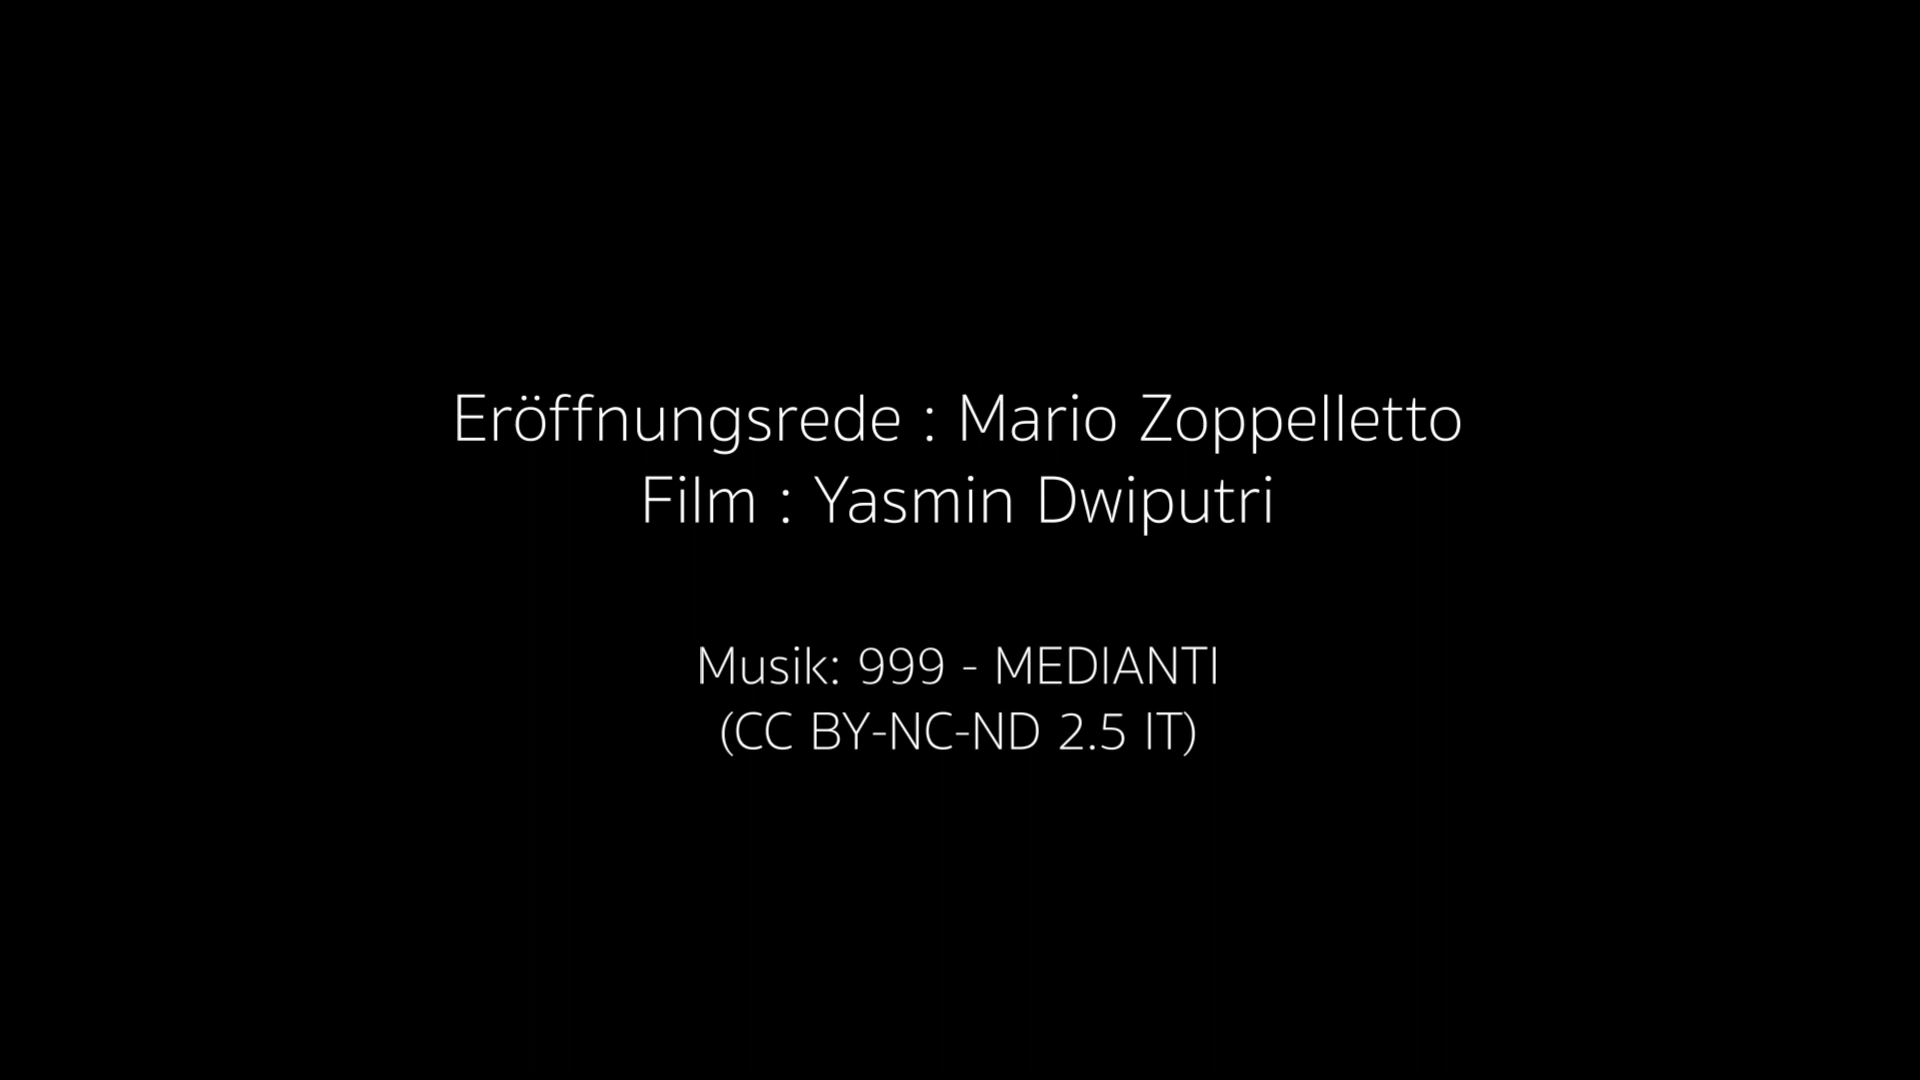 Eröffnungsrede : Mario Zoppelletto
Film : Yasmin Dwiputri
Musik: 999 - MEDIANTI
(CC BY-NC-ND 2.5 IT)